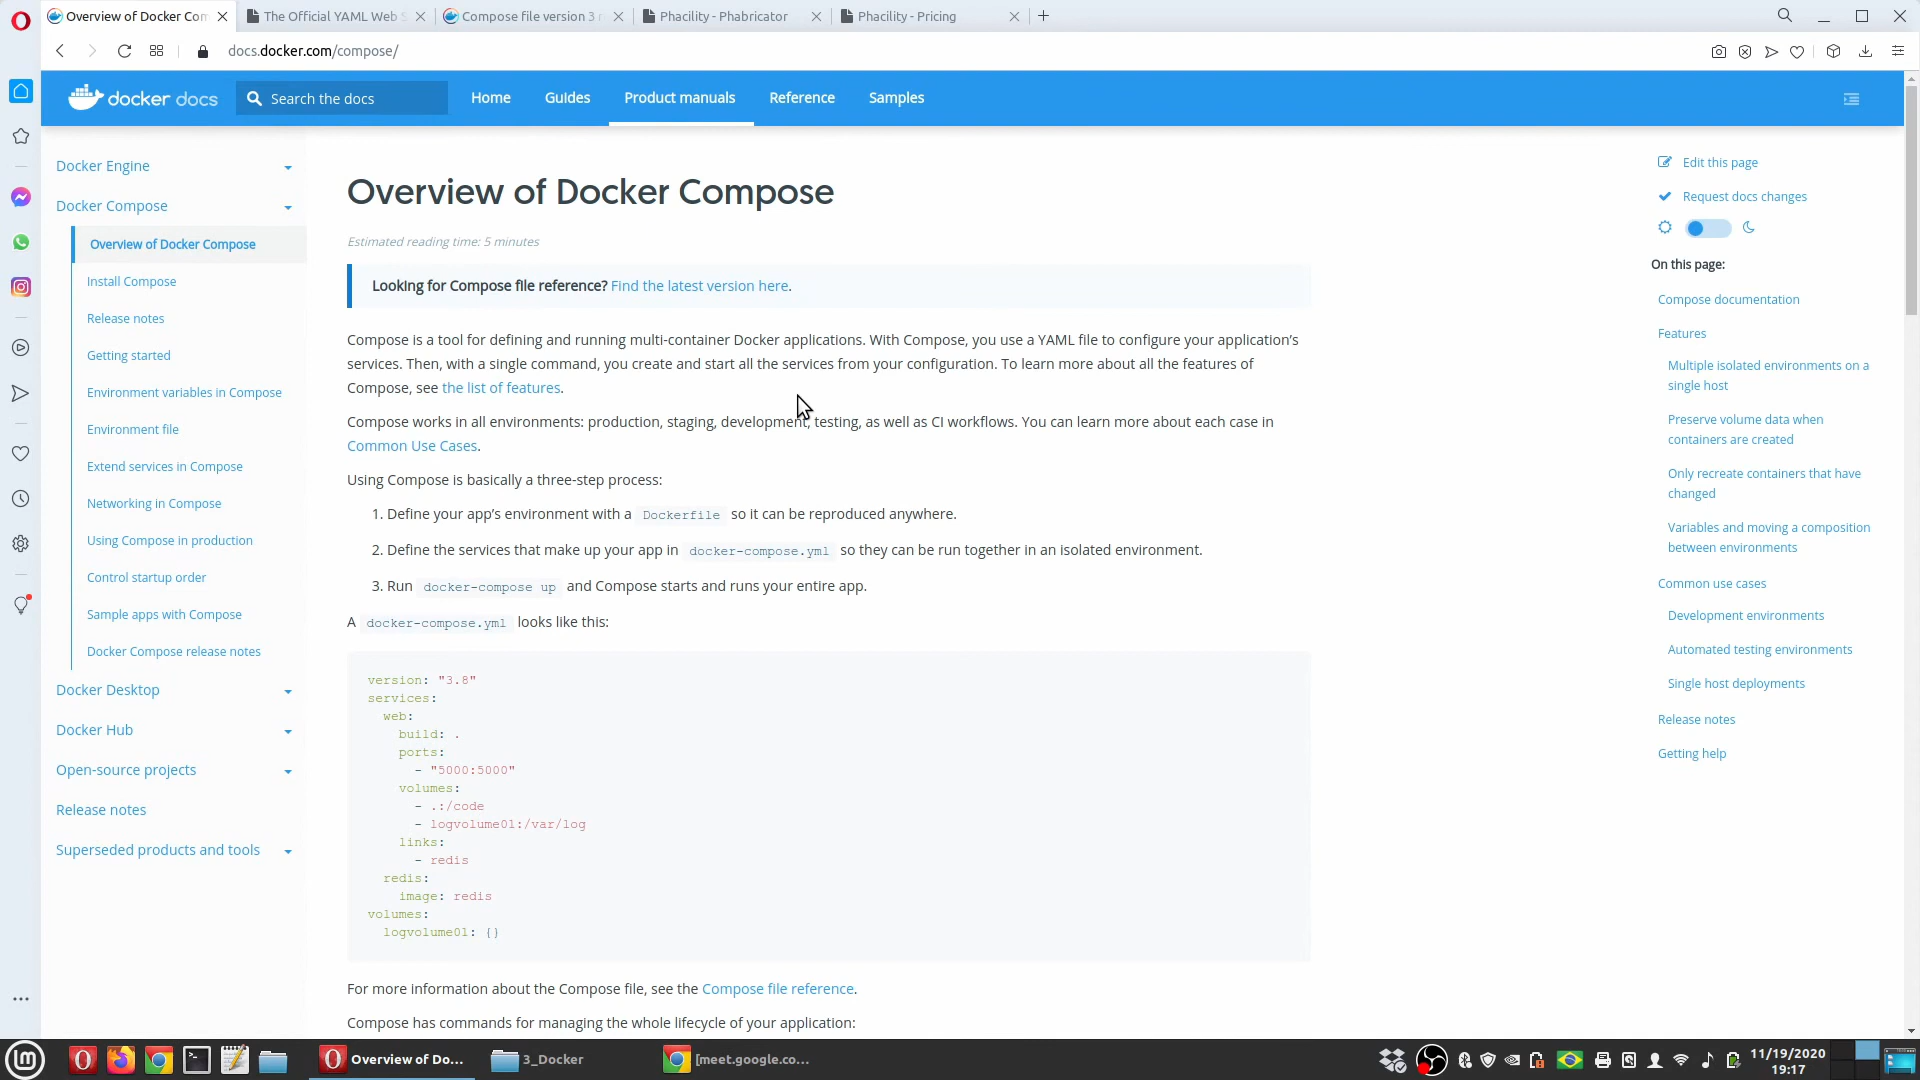 Overview of Docker Com
The Official YAML Web S
Compose file version 3 r
Phacility - Phabricator
Phacility - Pricing
docs.docker.com/compose/
docker docs
Search the docs
Home
Guides
Product manuals
Reference
Samples
Docker Engine
Docker Compose
Overview of Docker Compose
Install Compose
Release notes
Getting started
Environment variables in Compose
Environment file
Extend services in Compose
Networking in Compose
Using Compose in production
Control startup order
Sample apps with Compose
Docker Compose release notes
Docker Desktop
Docker Hub
Open-source projects
Release notes
Superseded products and tools
Overview of Docker Compose
Estimated reading time: 5 minutes
Looking for Compose file reference? Find the latest version here.
Compose is a tool for defining and running multi-container Docker applications. With Compose, you use a YAML file to configure your application's
services. Then, with a single command, you create and start all the services from your configuration. To learn more about all the features of
Compose, see the list of features.
Compose works in all environments: production, staging, development, testing, as well as CI workflows. You can learn more about each case in
Common Use Cases.
Using Compose is basically a three-step process:
1. Define your app's environment with a Dockerfile so it can be reproduced anywhere.
2. Define the services that make up your app in docker-compose.yml so they can be run together in an isolated environment.
3. Run docker-compose up and Compose starts and runs your entire app.
A docker-compose.yml looks like this:
version: "3.8"
services:
web:
build: .
ports:
- "5000:5000"
volumes:
- .:/code
- logvolume01:/var/log
links:
- redis
redis:
image: redis
volumes:
logvolume01: {}
For more information about the Compose file, see the Compose file reference.
Compose has commands for managing the whole lifecycle of your application:
Edit this page
Request docs changes
On this page:
Compose documentation
Features
Multiple isolated environments on a
single host
Preserve volume data when
containers are created
Only recreate containers that have
changed
Variables and moving a composition
between environments
Common use cases
Development environments
Automated testing environments
Single host deployments
Release notes
Getting help
Overview of Do...
3_Docker
[meet.google.co...
11/19/2020
19:17